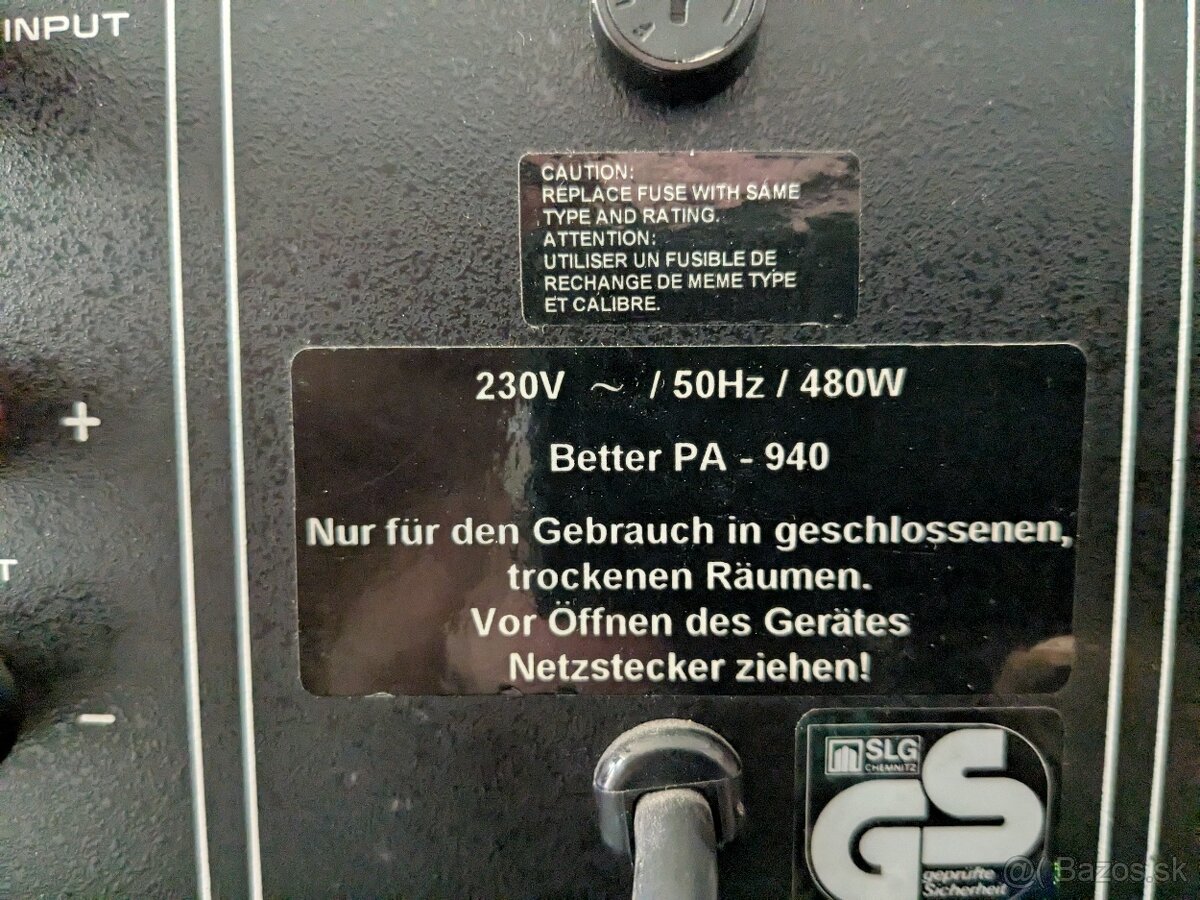 INPUT
CAUTION:
REPLACE FUSE WITH SAME
TYPE AND RATING.
ATTENTION:
UTILISER UN FUSIBLE DE
RECHANGE DE MEME TYPE
ET CALIBRE.
230V ~ / 50Hz / 480W
Better PA - 940
Nur für den Gebrauch in geschlossenen,
trockenen Räumen.
Vor Öffnen des Gerätes
Netzstecker ziehen!
+
T
-
SLG
CHEMNITZ
GS
geprüfte
Sicherheit
@ Bazos.sk